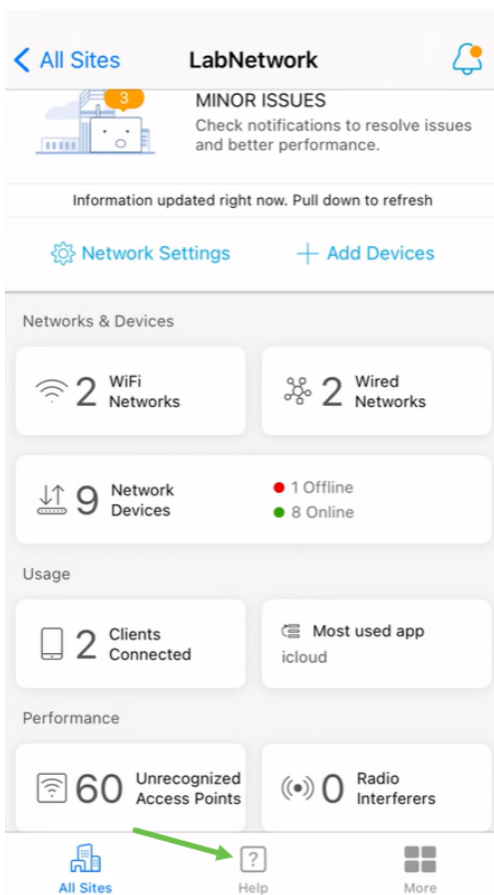 All Sites
LabNetwork
3
MINOR ISSUES
Check notifications to resolve issues
and better performance.
Information updated right now. Pull down to refresh
Network Settings
Add Devices
Networks & Devices
2 WiFi
Networks
2 Wired
Networks
9 Network
Devices
1 Offline
8 Online
Usage
2 Clients
Connected
Most used app
icloud
Performance
60 Unrecognized
Access Points
0 Radio
Interferers
?
All Sites
Help
More